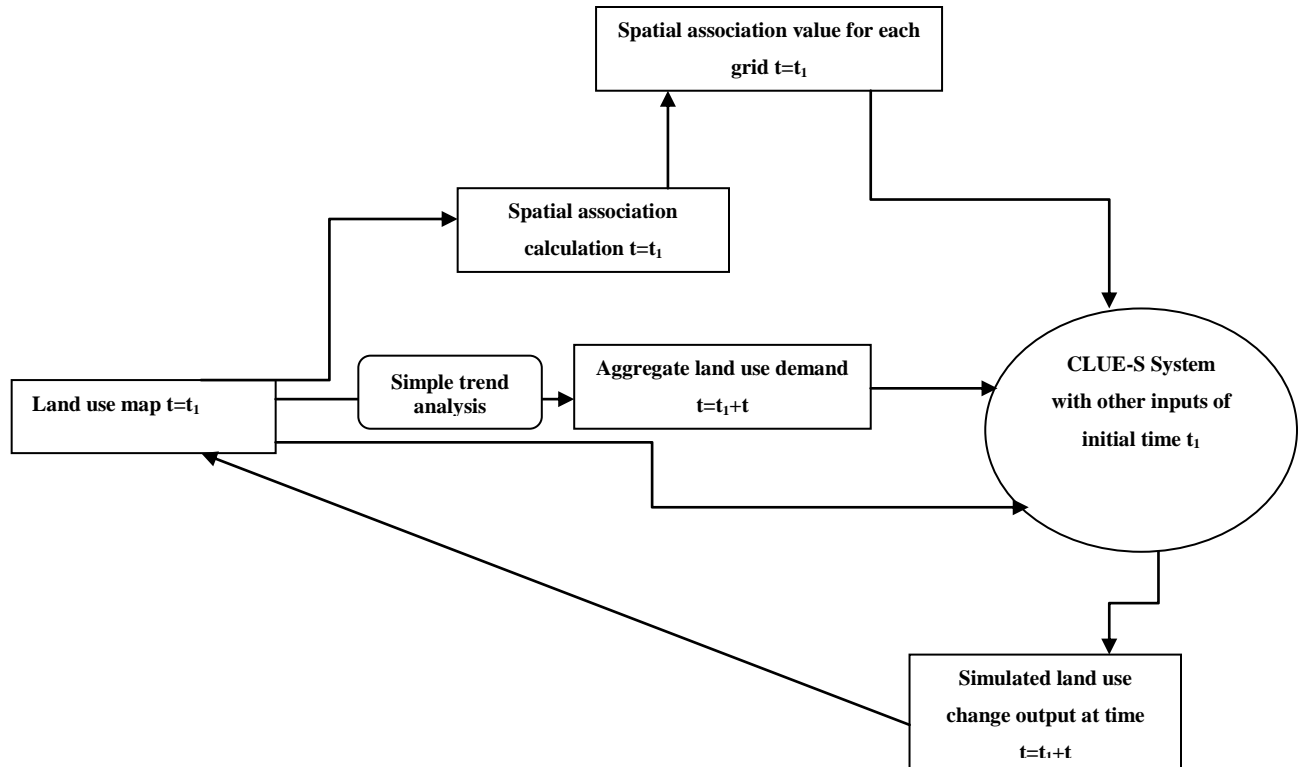 Spatial association value for each
grid t=t₁
Spatial association
calculation t=t₁
Simple trend
analysis
Aggregate land use demand
t=t₁+t
Land use map t=t₁
CLUE-S System
with other inputs of
initial time t₁
Simulated land use
change output at time
t=t₁+t